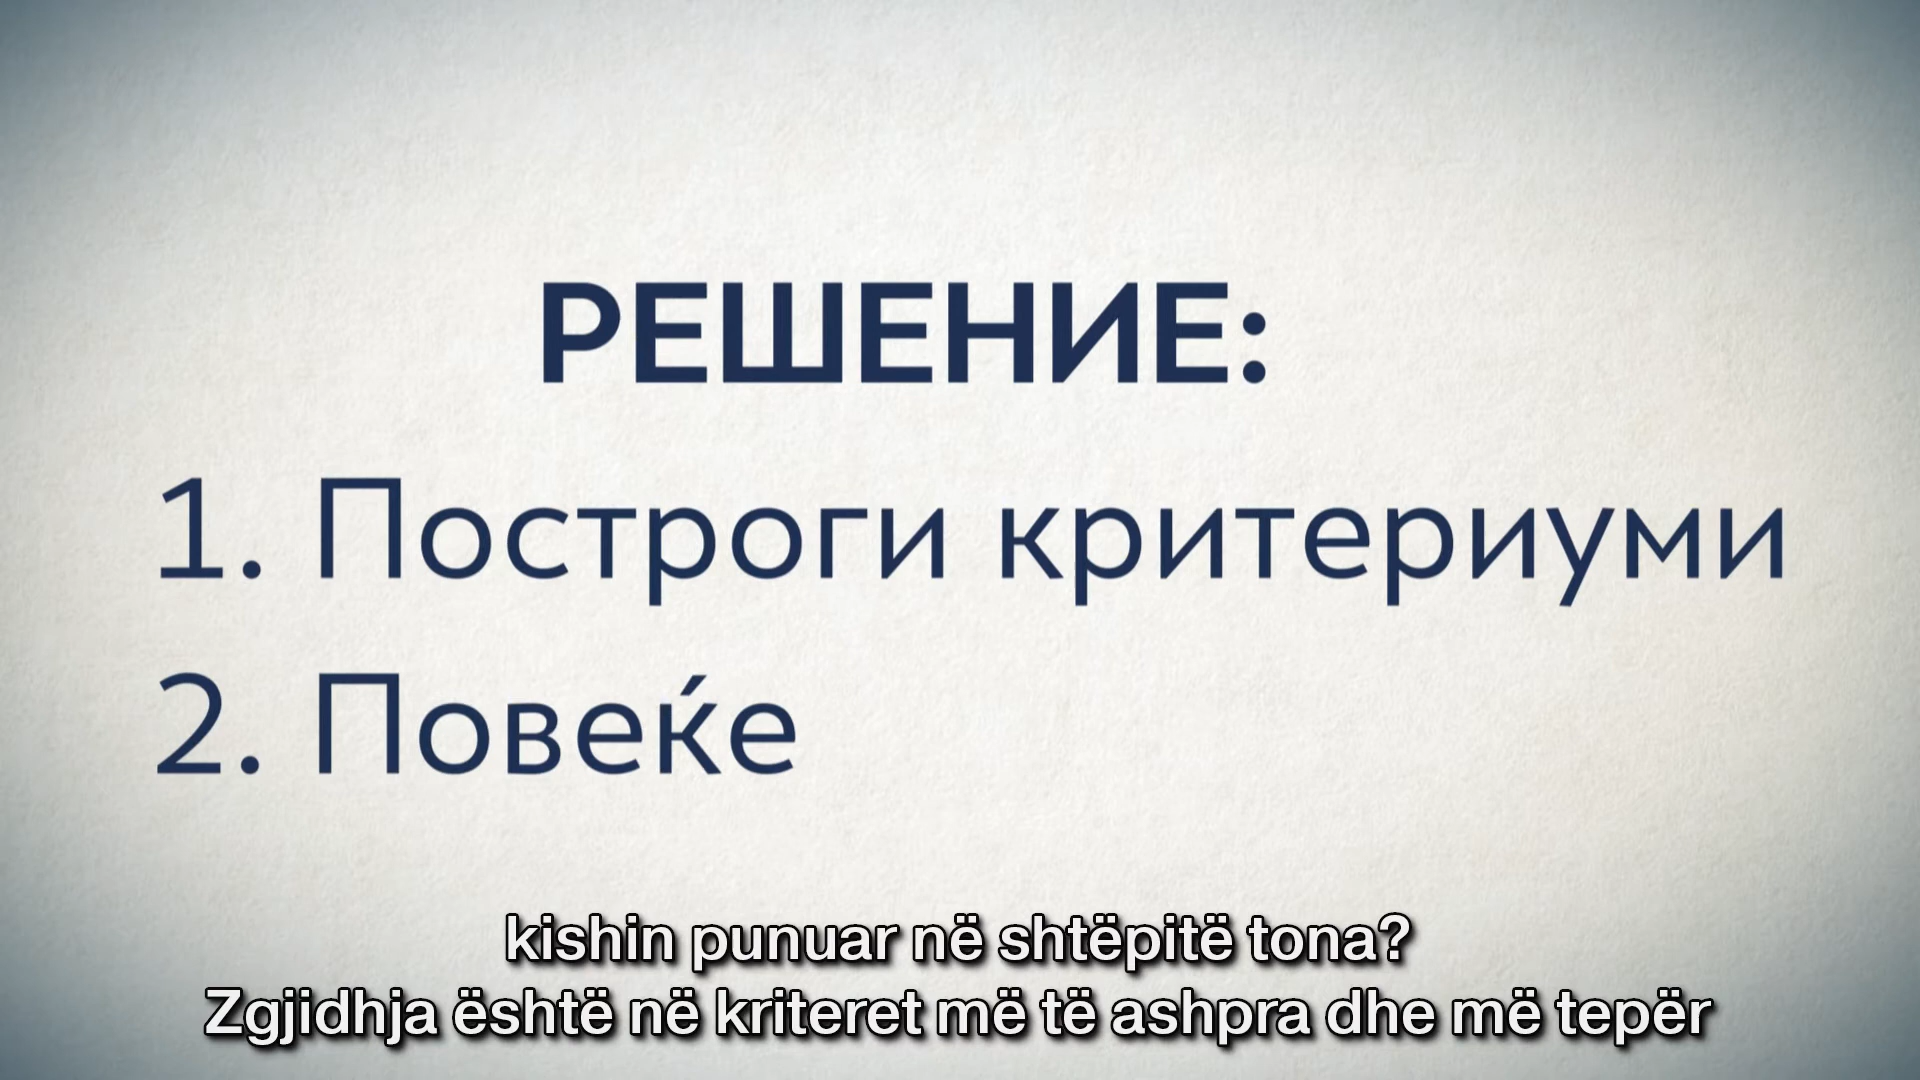 РЕШЕНИЕ:
1. Построги критериуми
2. Повеќе
kishin punuar në shtëpitë tona?
Zgjidhja është në kriteret më të ashpra dhe më tepër